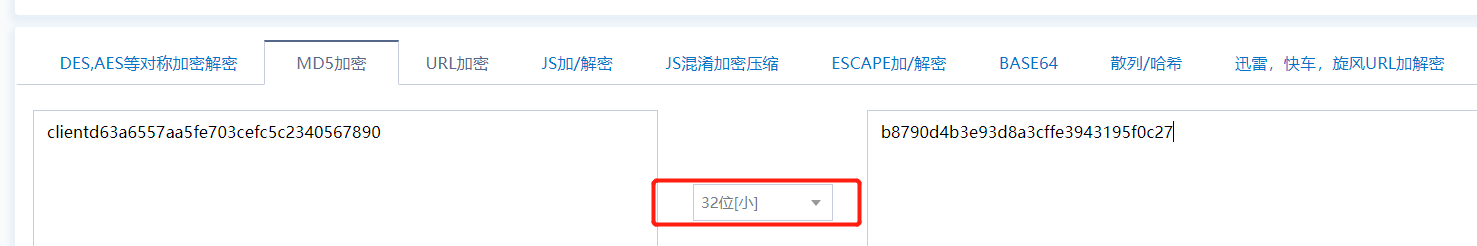 DES,AES等对称加密解密 MD5加密 URL加密 JS加/解密 JS混淆加密压缩 ESCAPE加/解密 BASE64 散列/哈希 迅雷，快车，旋风URL加解密
clientd63a6557aa5fe703cefc5c2340567890 b8790d4b3e93d8a3cffe3943195f0c27
32位[小]